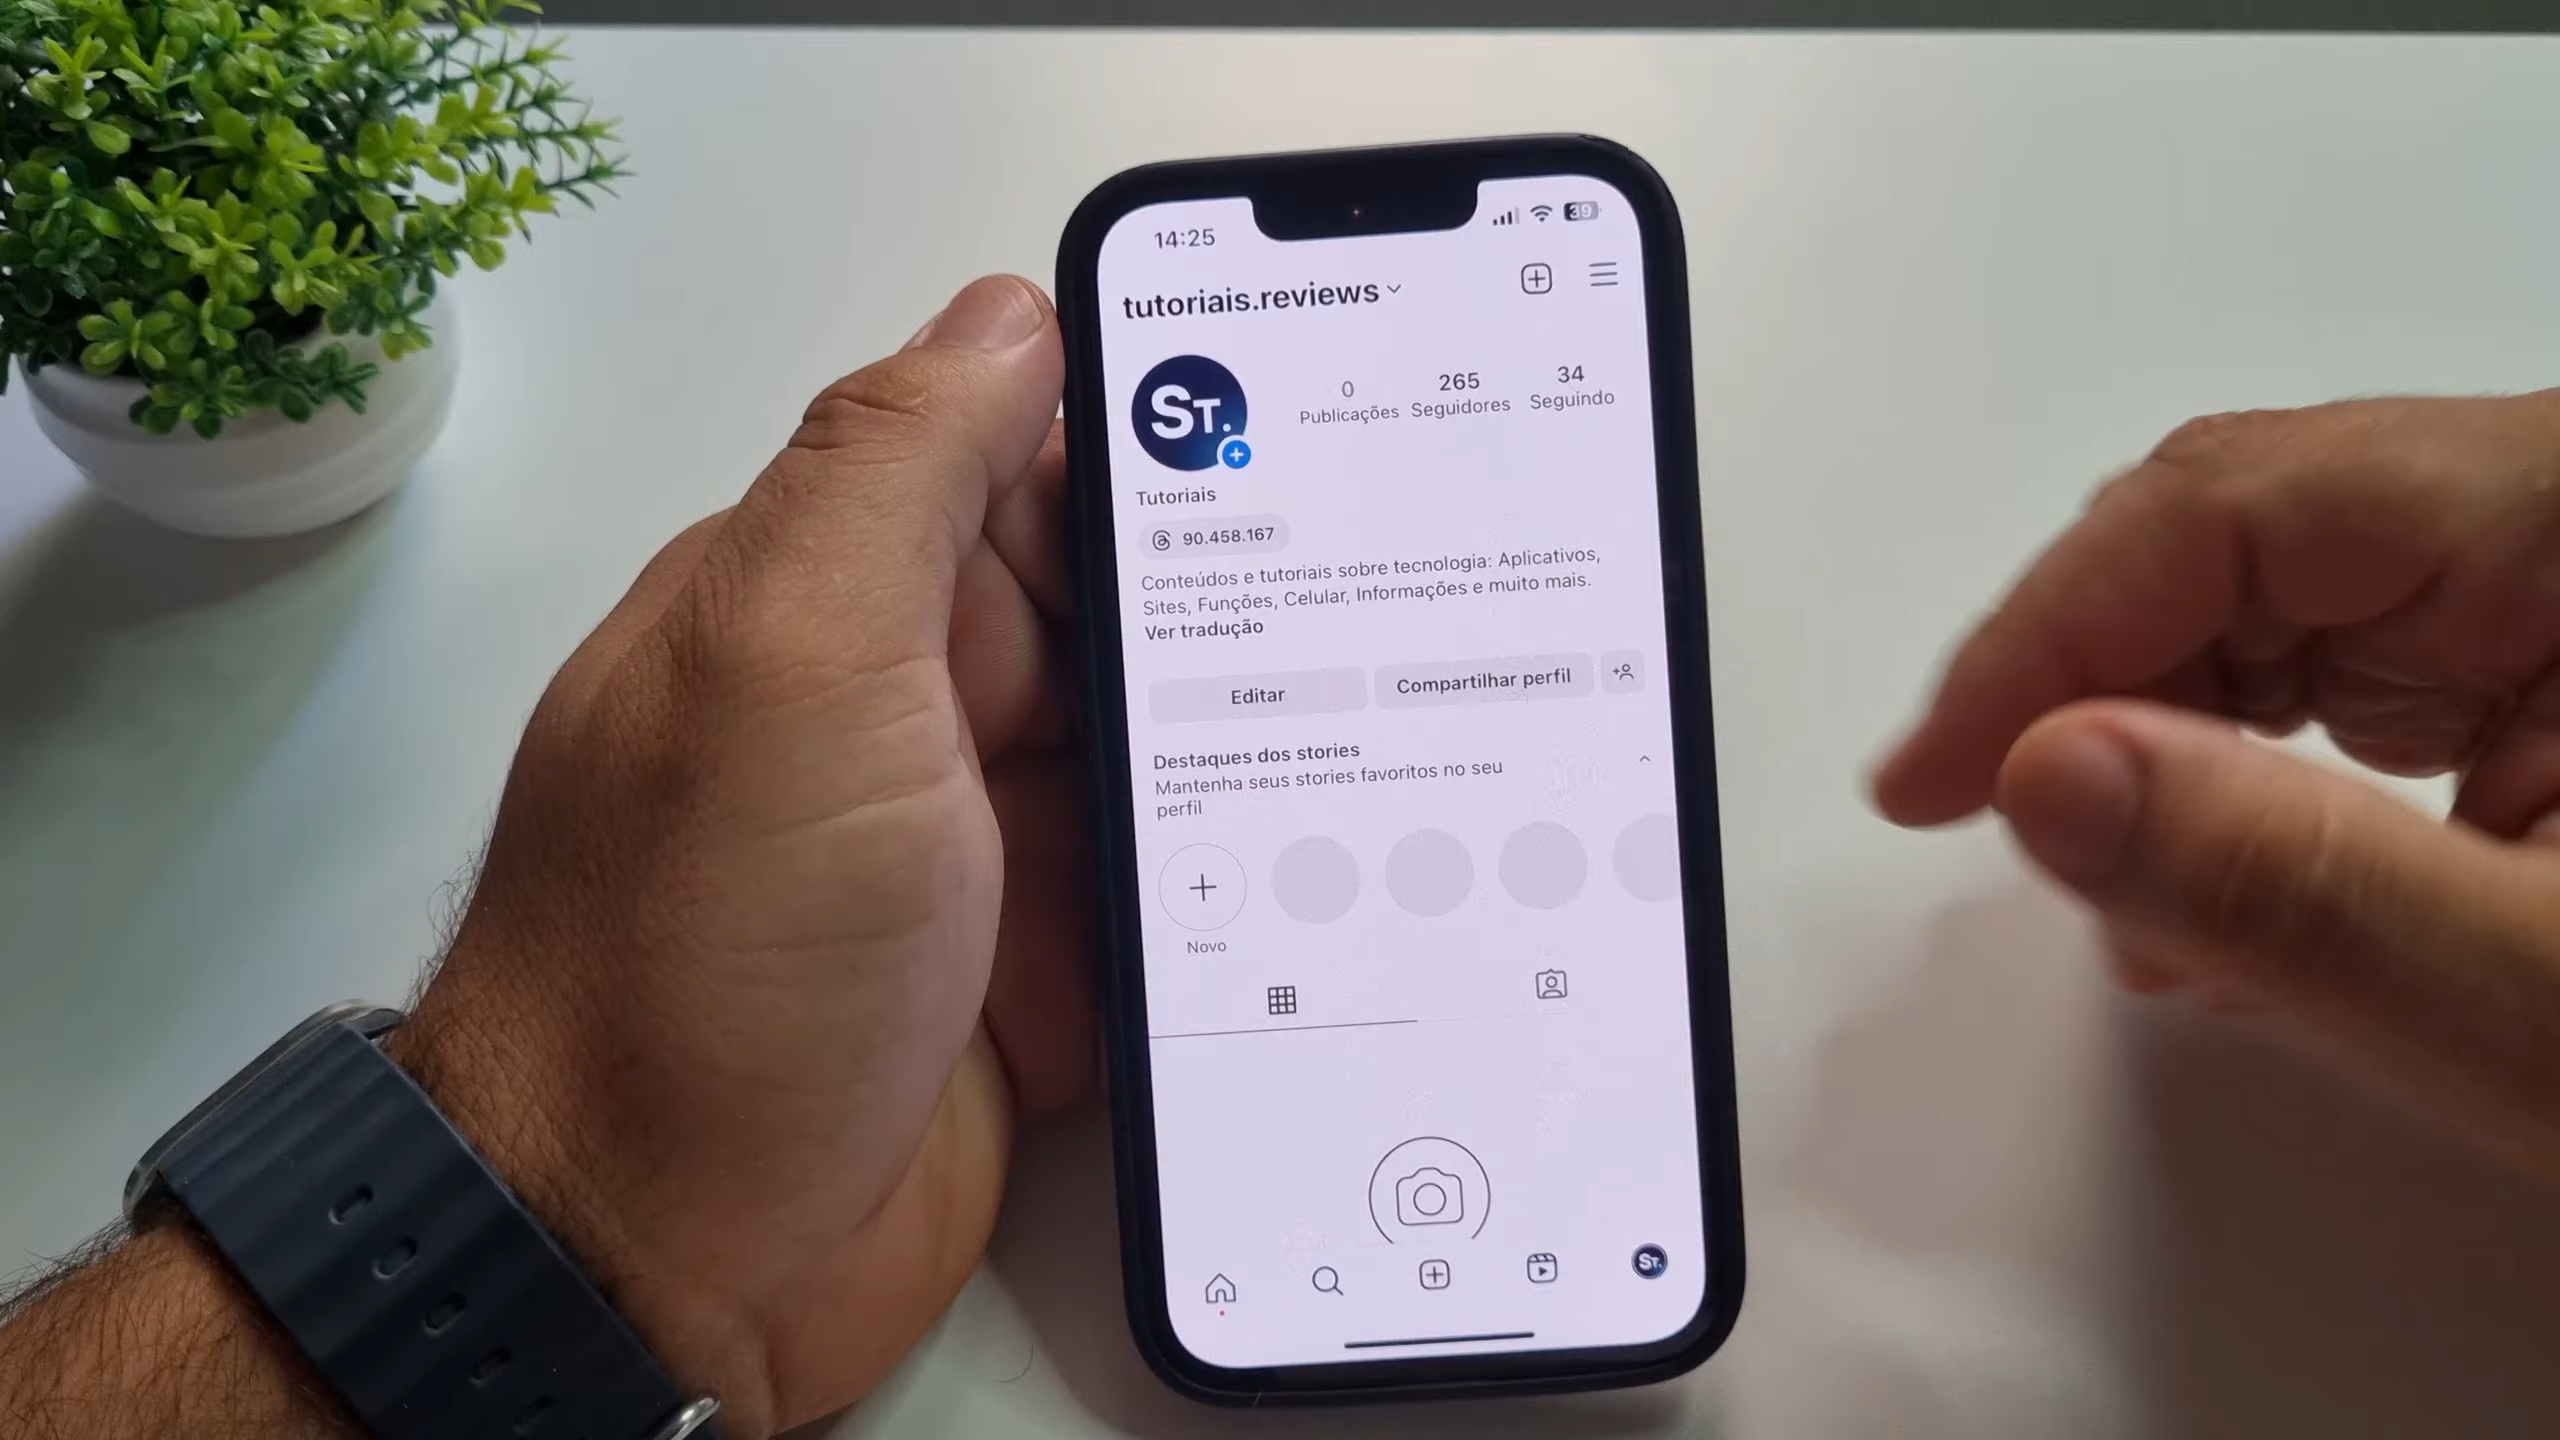 14:25
39
tutoriais.reviews
ST.
0
265
34
Publicações
Seguidores
Seguindo
Tutoriais
90.458.167
Conteúdos e tutoriais sobre tecnologia: Aplicativos,
Sites, Funções, Celular, Informações e muito mais.
Ver tradução
Editar
Compartilhar perfil
Destaques dos stories
Mantenha seus stories favoritos no seu
perfil
Novo
ST.